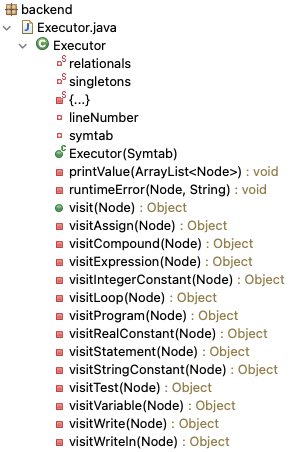 backend
Executor.java
Executor
relationals
singletons
{...}
lineNumber
symtab
Executor(Symtab)
printValue(ArrayList<Node>) : void
runtimeError(Node, String) : void
visit(Node) : Object
visitAssign(Node) : Object
visitCompound(Node) : Object
visitExpression(Node) : Object
visitIntegerConstant(Node) : Object
visitLoop(Node) : Object
visitProgram(Node) : Object
visitRealConstant(Node) : Object
visitStatement(Node) : Object
visitStringConstant(Node) : Object
visitTest(Node) : Object
visitVariable(Node) : Object
visitWrite(Node) : Object
visitWriteln(Node) : Object